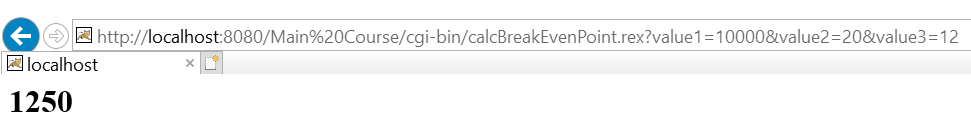 http://localhost:8080/Main%20Course/cgi-bin/calcBreakEvenPoint.rex?value1=10000&value2=20&value3=12
localhost ×
1250